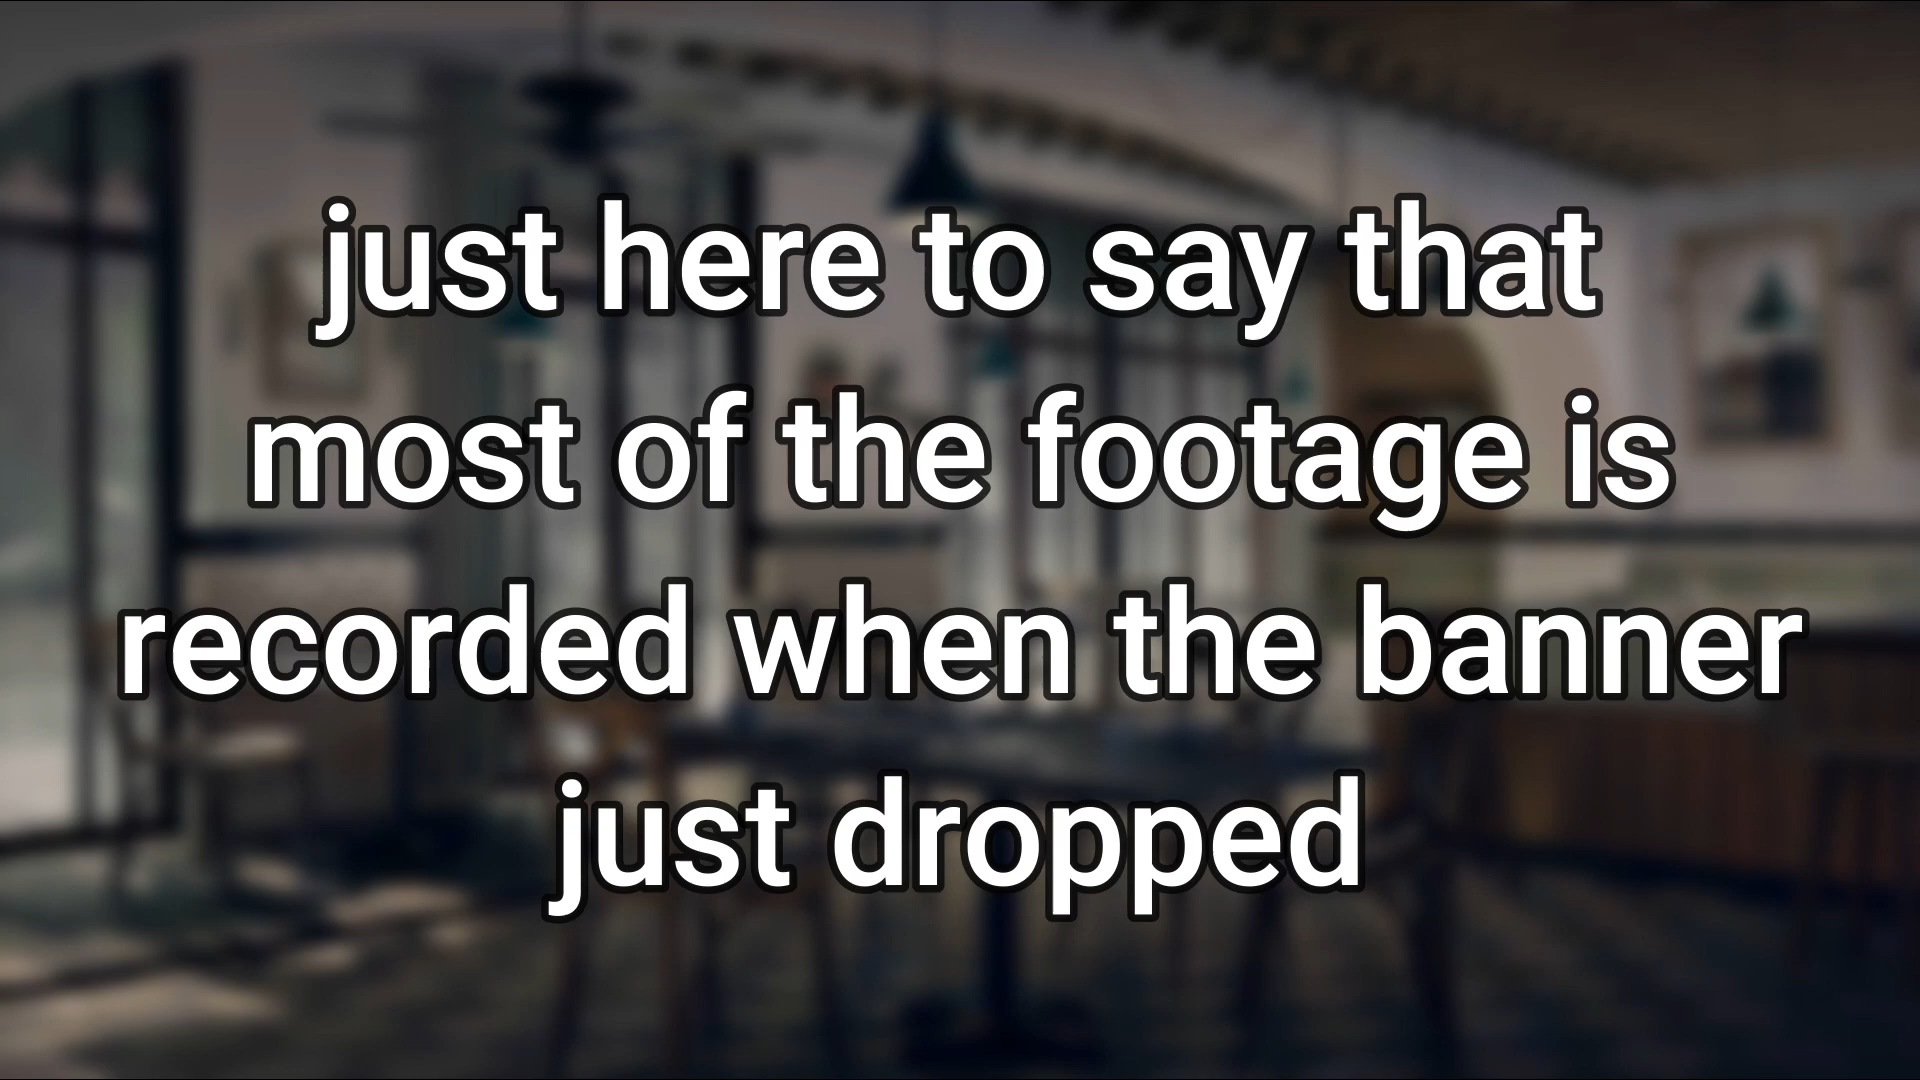 just here to say that
most of the footage is
recorded when the banner
just dropped